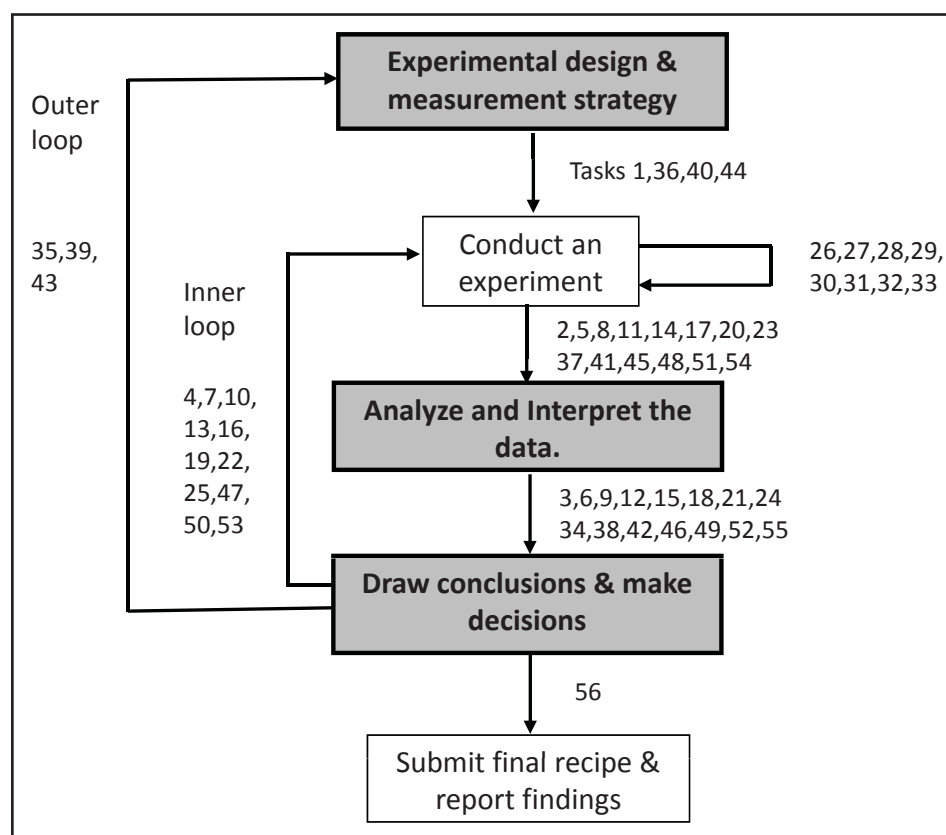 Experimental design &
measurement strategy
Outer
loop
Tasks 1,36,40,44
35,39,
43
Conduct an
experiment
26,27,28,29,
30,31,32,33
Inner
loop
2,5,8,11,14,17,20,23
37,41,45,48,51,54
4,7,10,
13,16,
19,22,
25,47,
50,53
Analyze and Interpret the
data.
3,6,9,12,15,18,21,24
34,38,42,46,49,52,55
Draw conclusions & make
decisions
56
Submit final recipe &
report findings